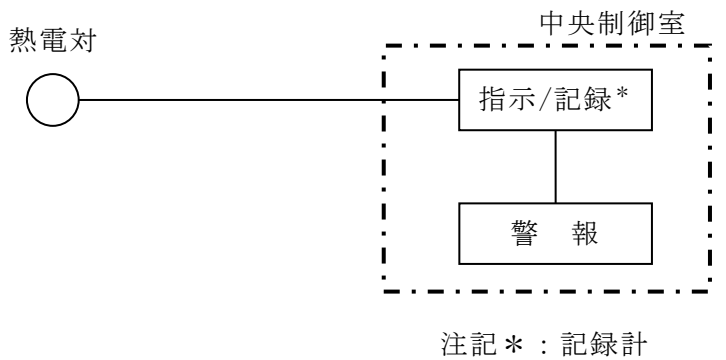 中央制御室
熱電対
指示/記録*
警　報
注記＊：記録計